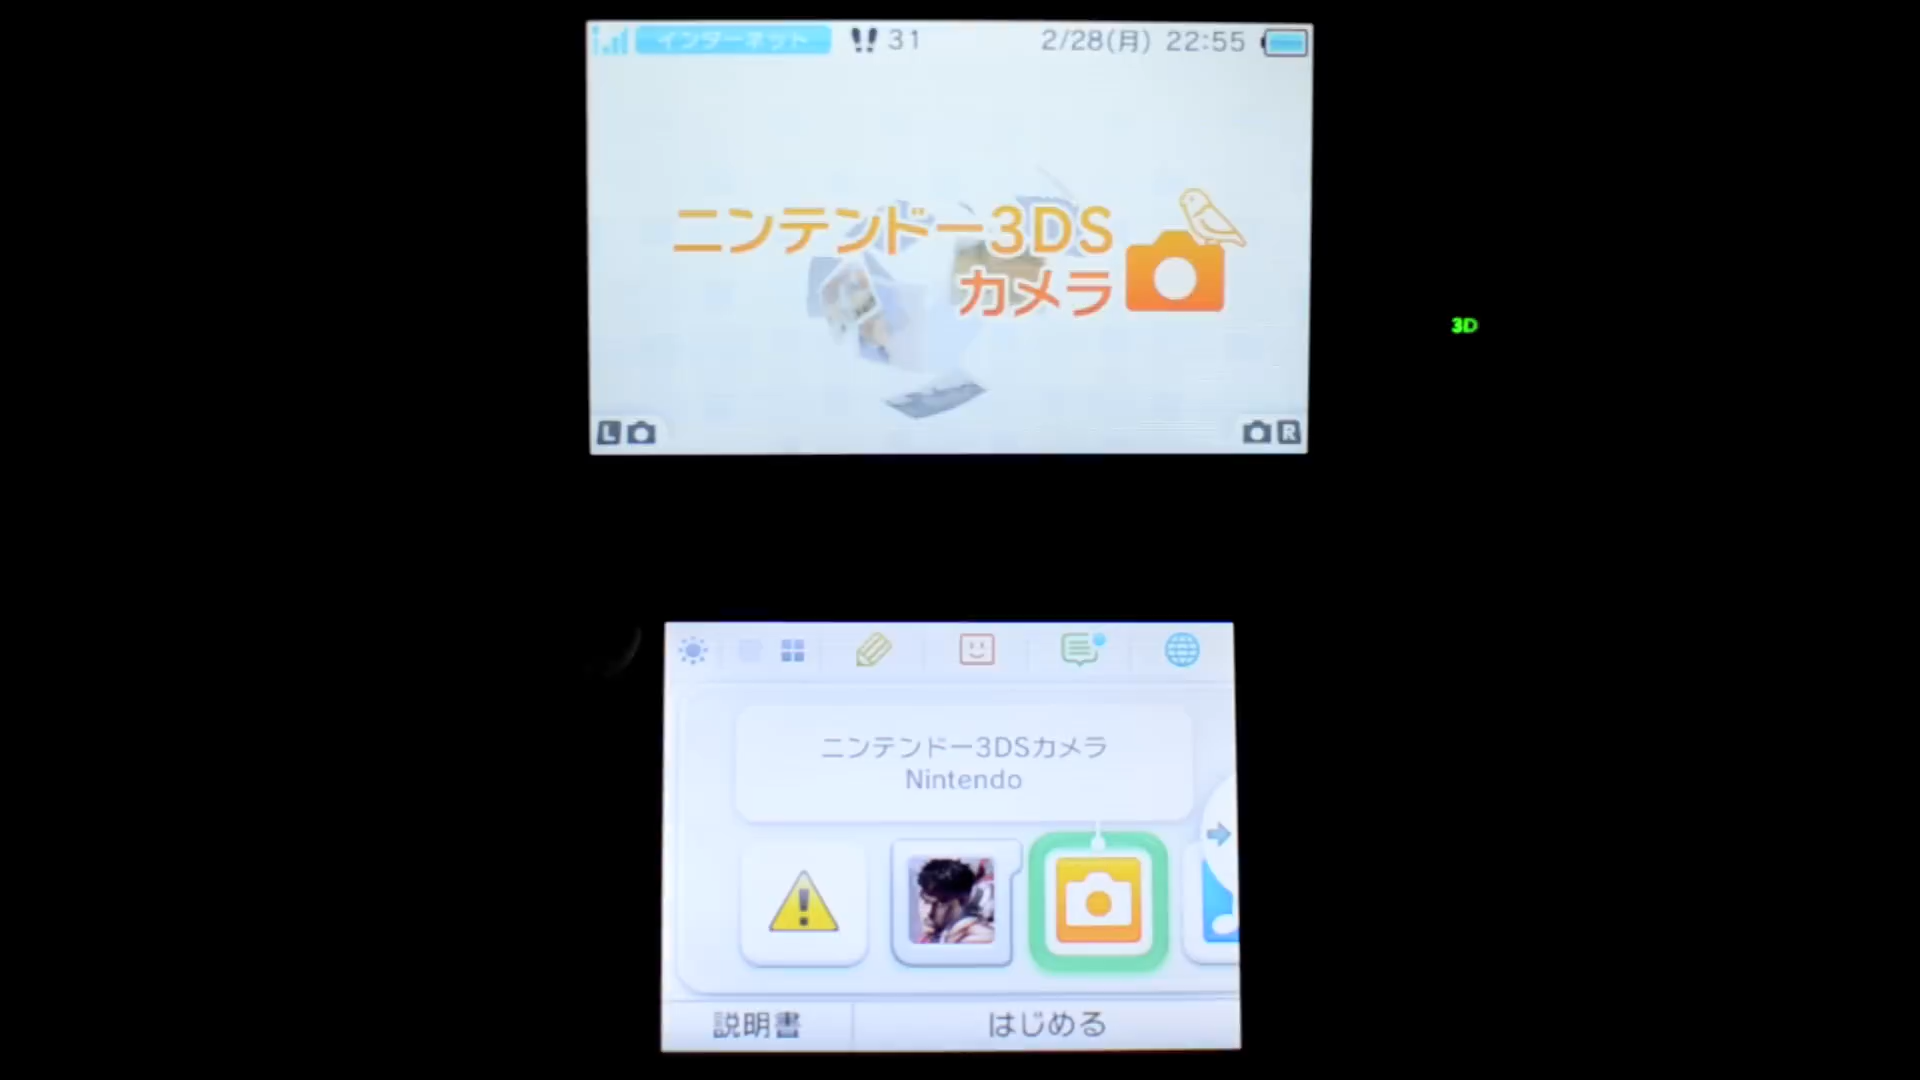 インターネット 31 2/28(月) 22:55
ニンテンドー3DS
カメラ
L R
3D
ニンテンドー3DSカメラ
Nintendo
説明書 はじめる